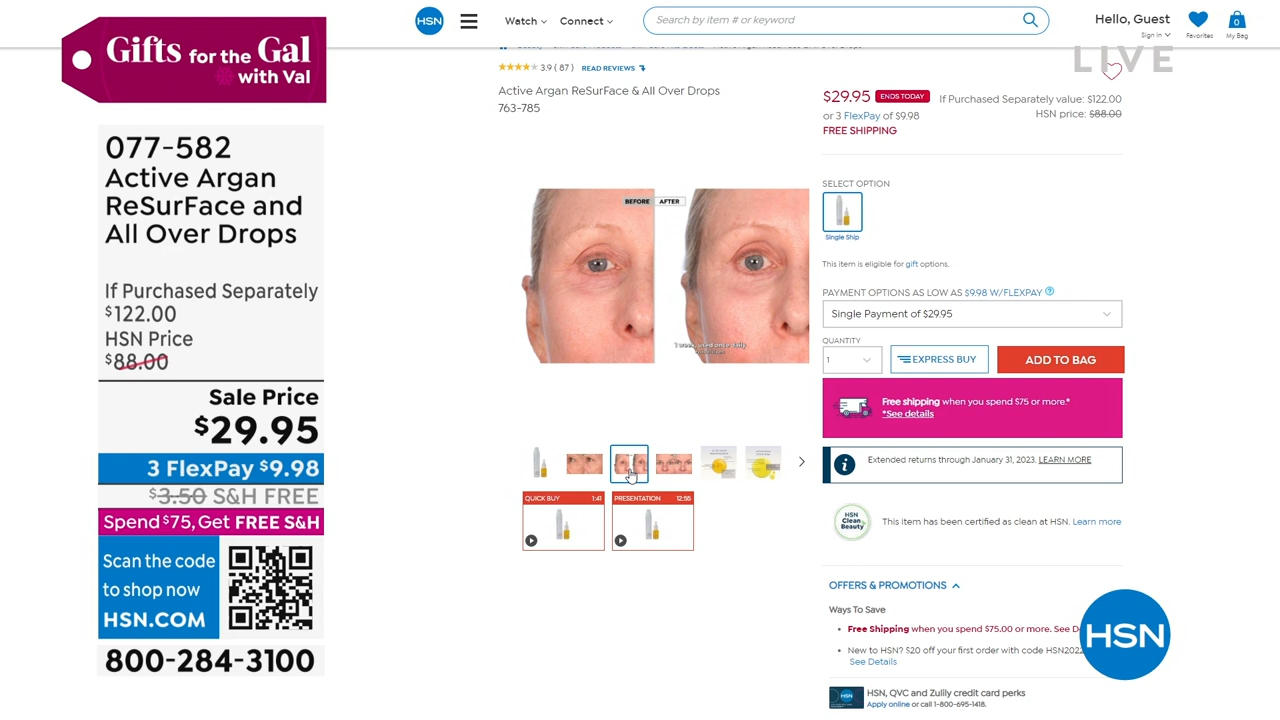 Gifts for the Gal
with Val
077-582
Active Argan
ReSurFace and
All Over Drops
If Purchased Separately
$122.00
HSN Price
$88.00
Sale Price
$29.95
3 FlexPay $9.98
$3.50 S&H FREE
Spend $75, Get FREE S&H
Scan the code
to shop now
HSN.COM
800-284-3100
HSN
Watch
Connect
Search by item # or keyword
Hello, Guest
Sign in
Favorites
0
My Bag
LIVE
3.9 ( 87 ) READ REVIEWS
Active Argan ReSurFace & All Over Drops
763-785
BEFORE AFTER
1 week, used once daily
QUICK BUY 1:41
PRESENTATION 12:55
$29.95 ENDS TODAY
If Purchased Separately value: $122.00
or 3 FlexPay of $9.98
HSN price: $88.00
FREE SHIPPING
SELECT OPTION
Single Ship
This item is eligible for gift options.
PAYMENT OPTIONS AS LOW AS $9.98 W/FLEXPAY ?
Single Payment of $29.95
QUANTITY
1
EXPRESS BUY
ADD TO BAG
Free shipping when you spend $75 or more.*
*See details
i
Extended returns through January 31, 2023. LEARN MORE
HSN
Clean
Beauty
This item has been certified as clean at HSN. Learn more
OFFERS & PROMOTIONS
Ways To Save
• Free Shipping when you spend $75.00 or more. See
• New to HSN? $20 off your first order with code HSN2022
See Details
HSN
HSN
HSN, QVC and Zulily credit card perks
Apply online or call 1-800-695-1418.